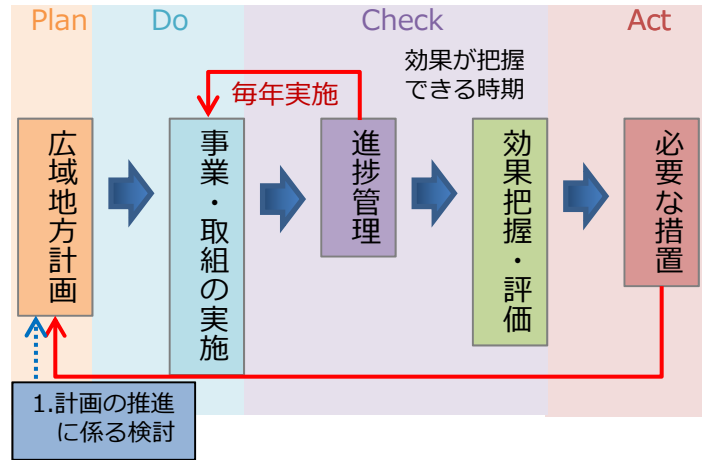 Plan
Do
Check
Act
効果が把握
できる時期
毎年実施
広域地方計画
事業・取組の実施
進捗管理
効果把握・評価
必要な措置
1.計画の推進
に係る検討